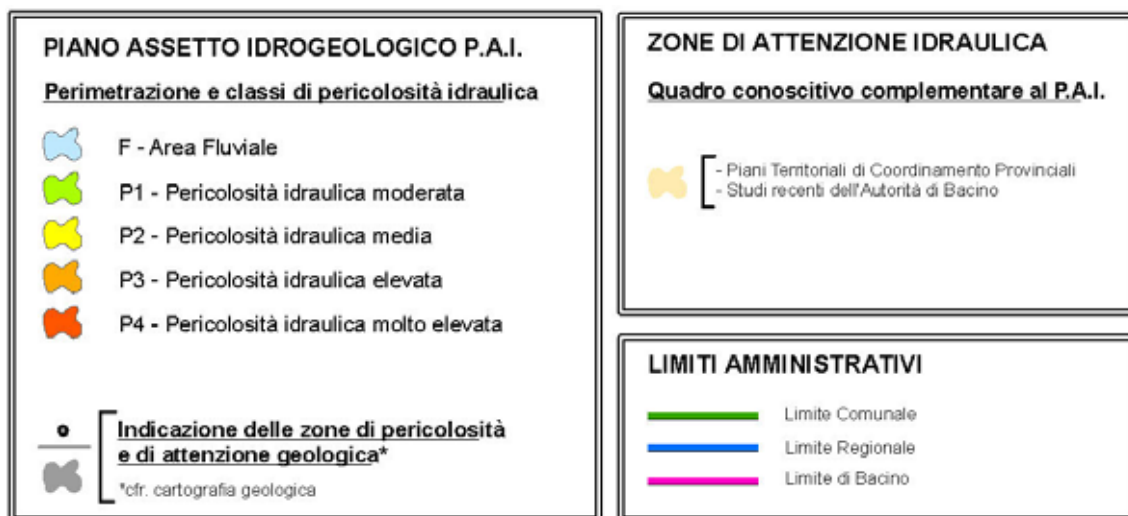 PIANO ASSETTO IDROGEOLOGICO P.A.I.
Perimetrazione e classi di pericolosità idraulica
F - Area Fluviale
P1 - Pericolosità idraulica moderata
P2 - Pericolosità idraulica media
P3 - Pericolosità idraulica elevata
P4 - Pericolosità idraulica molto elevata
Indicazione delle zone di pericolosità
e di attenzione geologica*
*cfr. cartografia geologica
ZONE DI ATTENZIONE IDRAULICA
Quadro conoscitivo complementare al P.A.I.
- Piani Territoriali di Coordinamento Provinciali
- Studi recenti dell'Autorità di Bacino
LIMITI AMMINISTRATIVI
Limite Comunale
Limite Regionale
Limite di Bacino